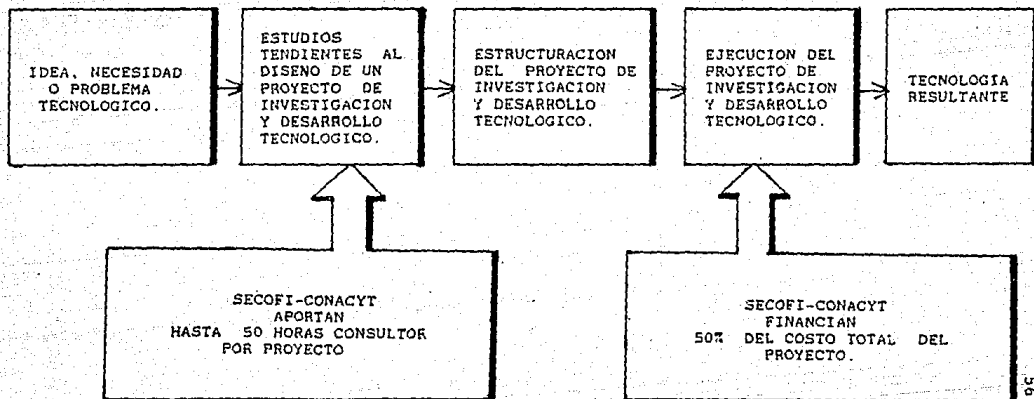 IDEA, NECESIDAD
O PROBLEMA
TECNOLOGICO.
ESTUDIOS
TENDIENTES AL
DISENO DE UN
PROYECTO DE
INVESTIGACION
Y DESARROLLO
TECNOLOGICO.
ESTRUCTURACION
DEL PROYECTO DE
INVESTIGACION
Y DESARROLLO
TECNOLOGICO.
EJECUCION DEL
PROYECTO DE
INVESTIGACION
Y DESARROLLO
TECNOLOGICO.
TECNOLOGIA
RESULTANTE
SECOFI-CONACYT
APORTAN
HASTA 50 HORAS CONSULTOR
POR PROYECTO
SECOFI-CONACYT
FINANCIAN
50% DEL COSTO TOTAL DEL
PROYECTO.
56